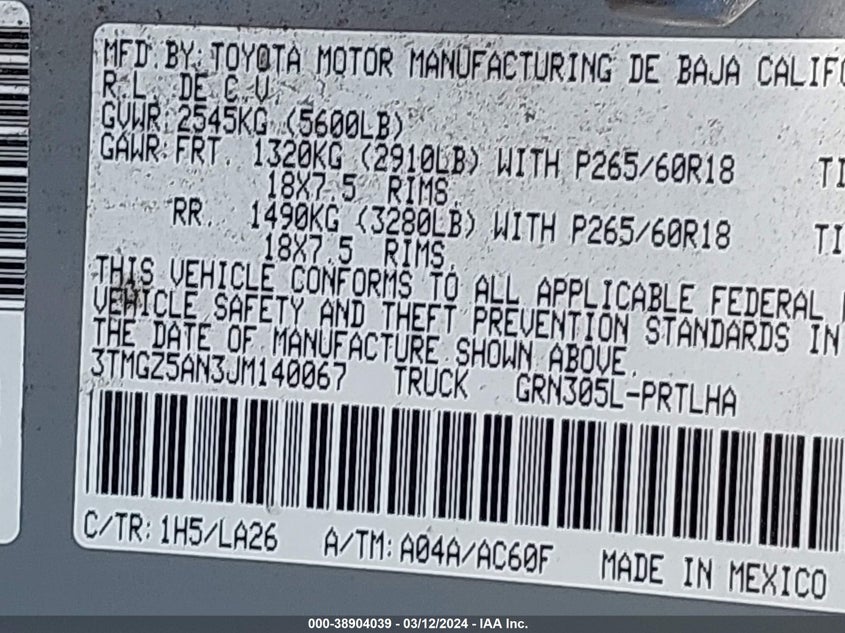 MFD BY: TOYOTA MOTOR MANUFACTURING DE BAJA
R.L. DE C.V.
GVWR: 2545KG (5600LB)
GAWR: FRT. 1320KG (2910LB) WITH P265/60R18
18X7.5 RIMS,
RR. 1490KG (3280LB) WITH P265/60R18
18X7.5 RIMS,
THIS VEHICLE CONFORMS TO ALL APPLICABLE FEDERAL
VEHICLE SAFETY AND THEFT PREVENTION STANDARDS IN
THE DATE OF MANUFACTURE SHOWN ABOVE.
3TMGZ5AN3JM140067 TRUCK GRN305L-PRTLHA
C/TR: 1H5/LA26 A/TM: A04A/AC60F MADE IN MEXICO
000-38904039 - 03/12/2024 - IAA Inc.